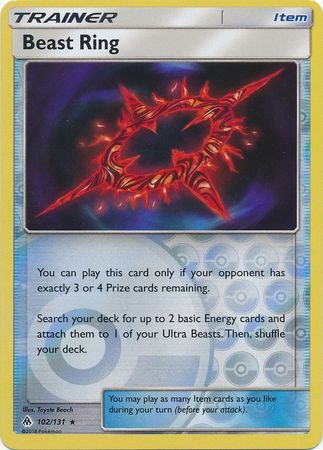 TRAINER Item
Beast Ring
You can play this card only if your opponent has
exactly 3 or 4 Prize cards remaining.
Search your deck for up to 2 basic Energy cards and
attach them to 1 of your Ultra Beasts. Then, shuffle
your deck.
Illus. Toyste Beach
102/131 ★
©2018 Pokémon
You may play as many Item cards as you like
during your turn (before your attack).